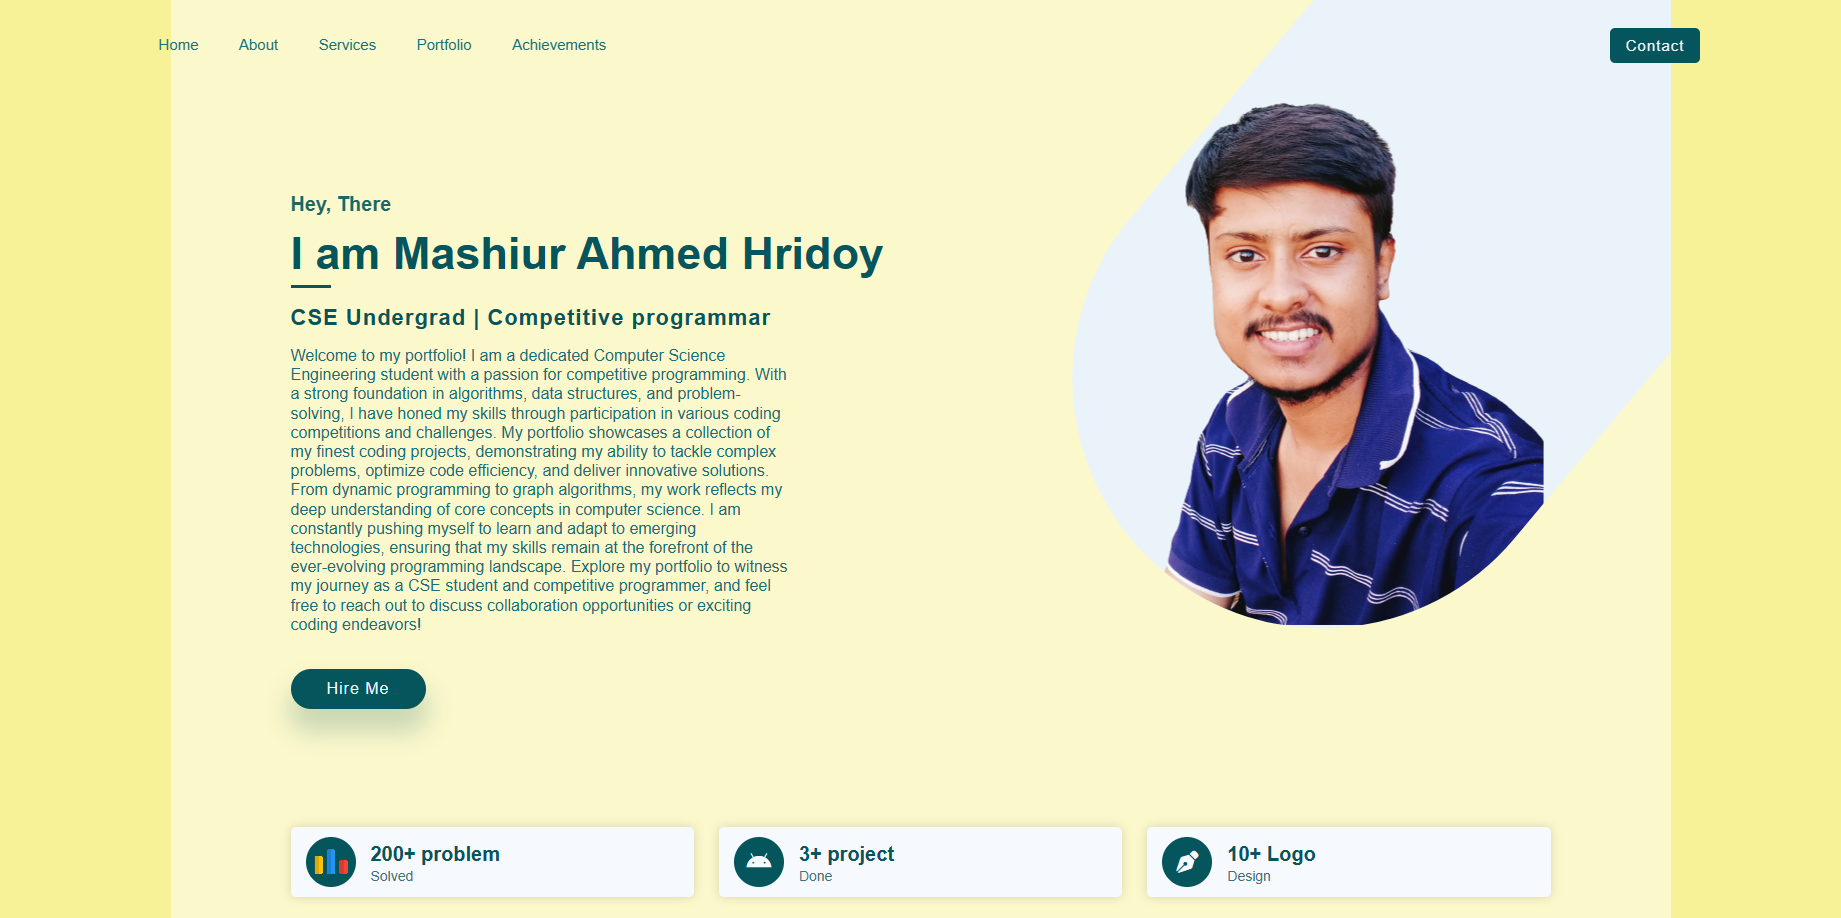 Home About Services Portfolio Achievements Contact
Hey, There
I am Mashiur Ahmed Hridoy
CSE Undergrad | Competitive programmar
Welcome to my portfolio! I am a dedicated Computer Science
Engineering student with a passion for competitive programming. With
a strong foundation in algorithms, data structures, and problem-
solving, I have honed my skills through participation in various coding
competitions and challenges. My portfolio showcases a collection of
my finest coding projects, demonstrating my ability to tackle complex
problems, optimize code efficiency, and deliver innovative solutions.
From dynamic programming to graph algorithms, my work reflects my
deep understanding of core concepts in computer science. I am
constantly pushing myself to learn and adapt to emerging
technologies, ensuring that my skills remain at the forefront of the
ever-evolving programming landscape. Explore my portfolio to witness
my journey as a CSE student and competitive programmer, and feel
free to reach out to discuss collaboration opportunities or exciting
coding endeavors!
Hire Me
200+ problem
Solved
3+ project
Done
10+ Logo
Design